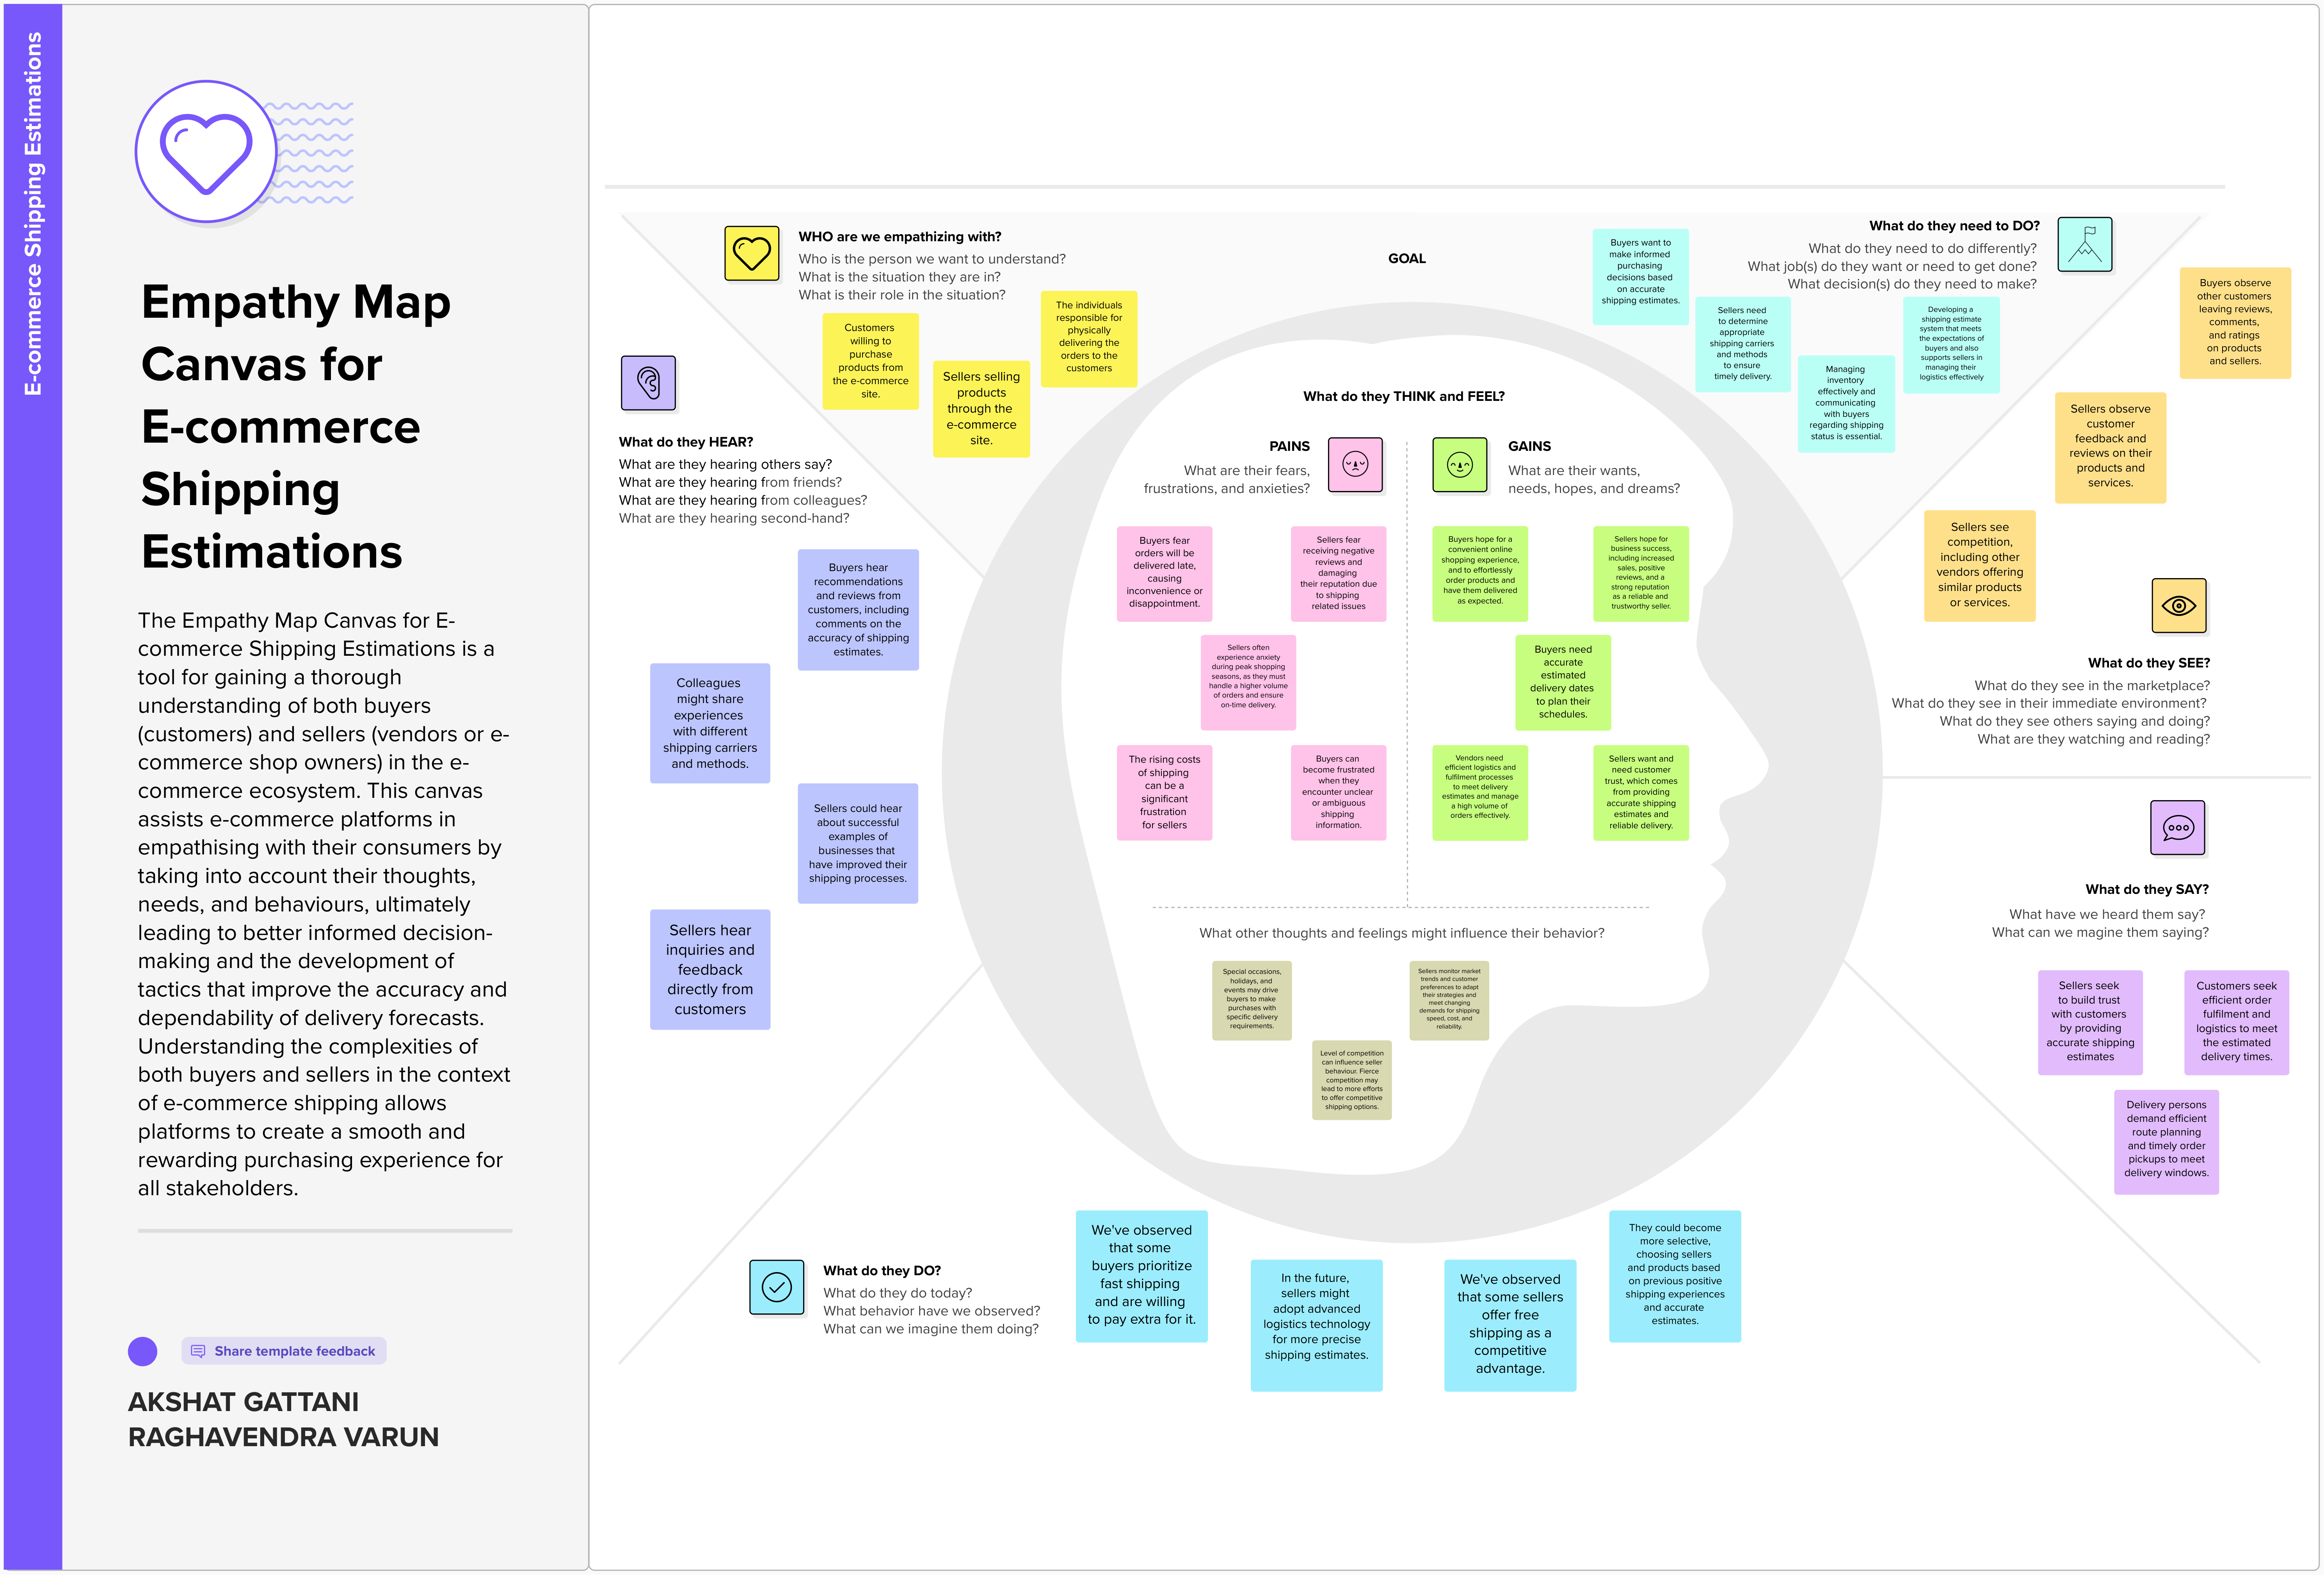 E-commerce Shipping Estimations
Empathy Map
Canvas for
E-commerce
Shipping
Estimations
The Empathy Map Canvas for E-
commerce Shipping Estimations is a
tool for gaining a thorough
understanding of both buyers
(customers) and sellers (vendors or e-
commerce shop owners) in the e-
commerce ecosystem. This canvas
assists e-commerce platforms in
empathising with their consumers by
taking into account their thoughts,
needs, and behaviours, ultimately
leading to better informed decision-
making and the development of
tactics that improve the accuracy and
dependability of delivery forecasts.
Understanding the complexities of
both buyers and sellers in the context
of e-commerce shipping allows
platforms to create a smooth and
rewarding purchasing experience for
all stakeholders.
Share template feedback
AKSHAT GATTANI
RAGHAVENDRA VARUN
WHO are we empathizing with?
Who is the person we want to understand?
What is the situation they are in?
What is their role in the situation?
Customers
willing to
purchase
products from
the e-commerce
site.
Sellers selling
products
through the
e-commerce
site.
The individuals
responsible for
physically
delivering the
orders to the
customers
GOAL
What do they need to DO?
What do they need to do differently?
What job(s) do they want or need to get done?
What decision(s) do they need to make?
Buyers want to
make informed
purchasing
decisions based
on accurate
shipping estimates.
Sellers need
to determine
appropriate
shipping carriers
and methods
to ensure
timely delivery.
Managing
inventory
effectively and
communicating
with buyers
regarding shipping
status is essential.
Developing a
shipping estimate
system that meets
the expectations of
buyers and also
supports sellers in
managing their
logistics effectively
Buyers observe
other customers
leaving reviews,
comments,
and ratings
on products
and sellers.
Sellers observe
customer
feedback and
reviews on their
products and
services.
Sellers see
competition,
including other
vendors offering
similar products
or services.
What do they SEE?
What do they see in the marketplace?
What do they see in their immediate environment?
What do they see others saying and doing?
What are they watching and reading?
What do they HEAR?
What are they hearing others say?
What are they hearing from friends?
What are they hearing from colleagues?
What are they hearing second-hand?
Buyers hear
recommendations
and reviews from
customers, including
comments on the
accuracy of shipping
estimates.
Colleagues
might share
experiences
with different
shipping carriers
and methods.
Sellers could hear
about successful
examples of
businesses that
have improved their
shipping processes.
Sellers hear
inquiries and
feedback
directly from
customers
What do they THINK and FEEL?
PAINS
What are their fears,
frustrations, and anxieties?
Buyers fear
orders will be
delivered late,
causing
inconvenience or
disappointment.
Sellers fear
receiving negative
reviews and
damaging
their reputation due
to shipping
related issues
Sellers often
experience anxiety
during peak shopping
seasons, as they must
handle a higher volume
of orders and ensure
on-time delivery.
The rising costs
of shipping
can be a
significant
frustration
for sellers
Buyers can
become frustrated
when they
encounter unclear
or ambiguous
shipping
information.
GAINS
What are their wants,
needs, hopes, and dreams?
Buyers hope for a
convenient online
shopping experience,
and to effortlessly
order products and
have them delivered
as expected.
Sellers hope for
business success,
including increased
sales, positive
reviews, and a
strong reputation
as a reliable and
trustworthy seller.
Buyers need
accurate
estimated
delivery dates
to plan their
schedules.
Vendors need
efficient logistics and
fulfilment processes
to meet delivery
estimates and manage
a high volume of
orders effectively.
Sellers want and
need customer
trust, which comes
from providing
accurate shipping
estimates and
reliable delivery.
What other thoughts and feelings might influence their behavior?
Special occasions,
holidays, and
events may drive
buyers to make
purchases with
specific delivery
requirements.
Level of competition
can influence seller
behaviour. Fierce
competition may
lead to more efforts
to offer competitive
shipping options.
Sellers monitor market
trends and customer
preferences to adapt
their strategies and
meet changing
demands for shipping
speed, cost, and
reliability.
What do they SAY?
What have we heard them say?
What can we magine them saying?
Sellers seek
to build trust
with customers
by providing
accurate shipping
estimates
Customers seek
efficient order
fulfilment and
logistics to meet
the estimated
delivery times.
Delivery persons
demand efficient
route planning
and timely order
pickups to meet
delivery windows.
What do they DO?
What do they do today?
What behavior have we observed?
What can we imagine them doing?
We've observed
that some
buyers prioritize
fast shipping
and are willing
to pay extra for it.
In the future,
sellers might
adopt advanced
logistics technology
for more precise
shipping estimates.
We've observed
that some sellers
offer free
shipping as a
competitive
advantage.
They could become
more selective,
choosing sellers
and products based
on previous positive
shipping experiences
and accurate
estimates.